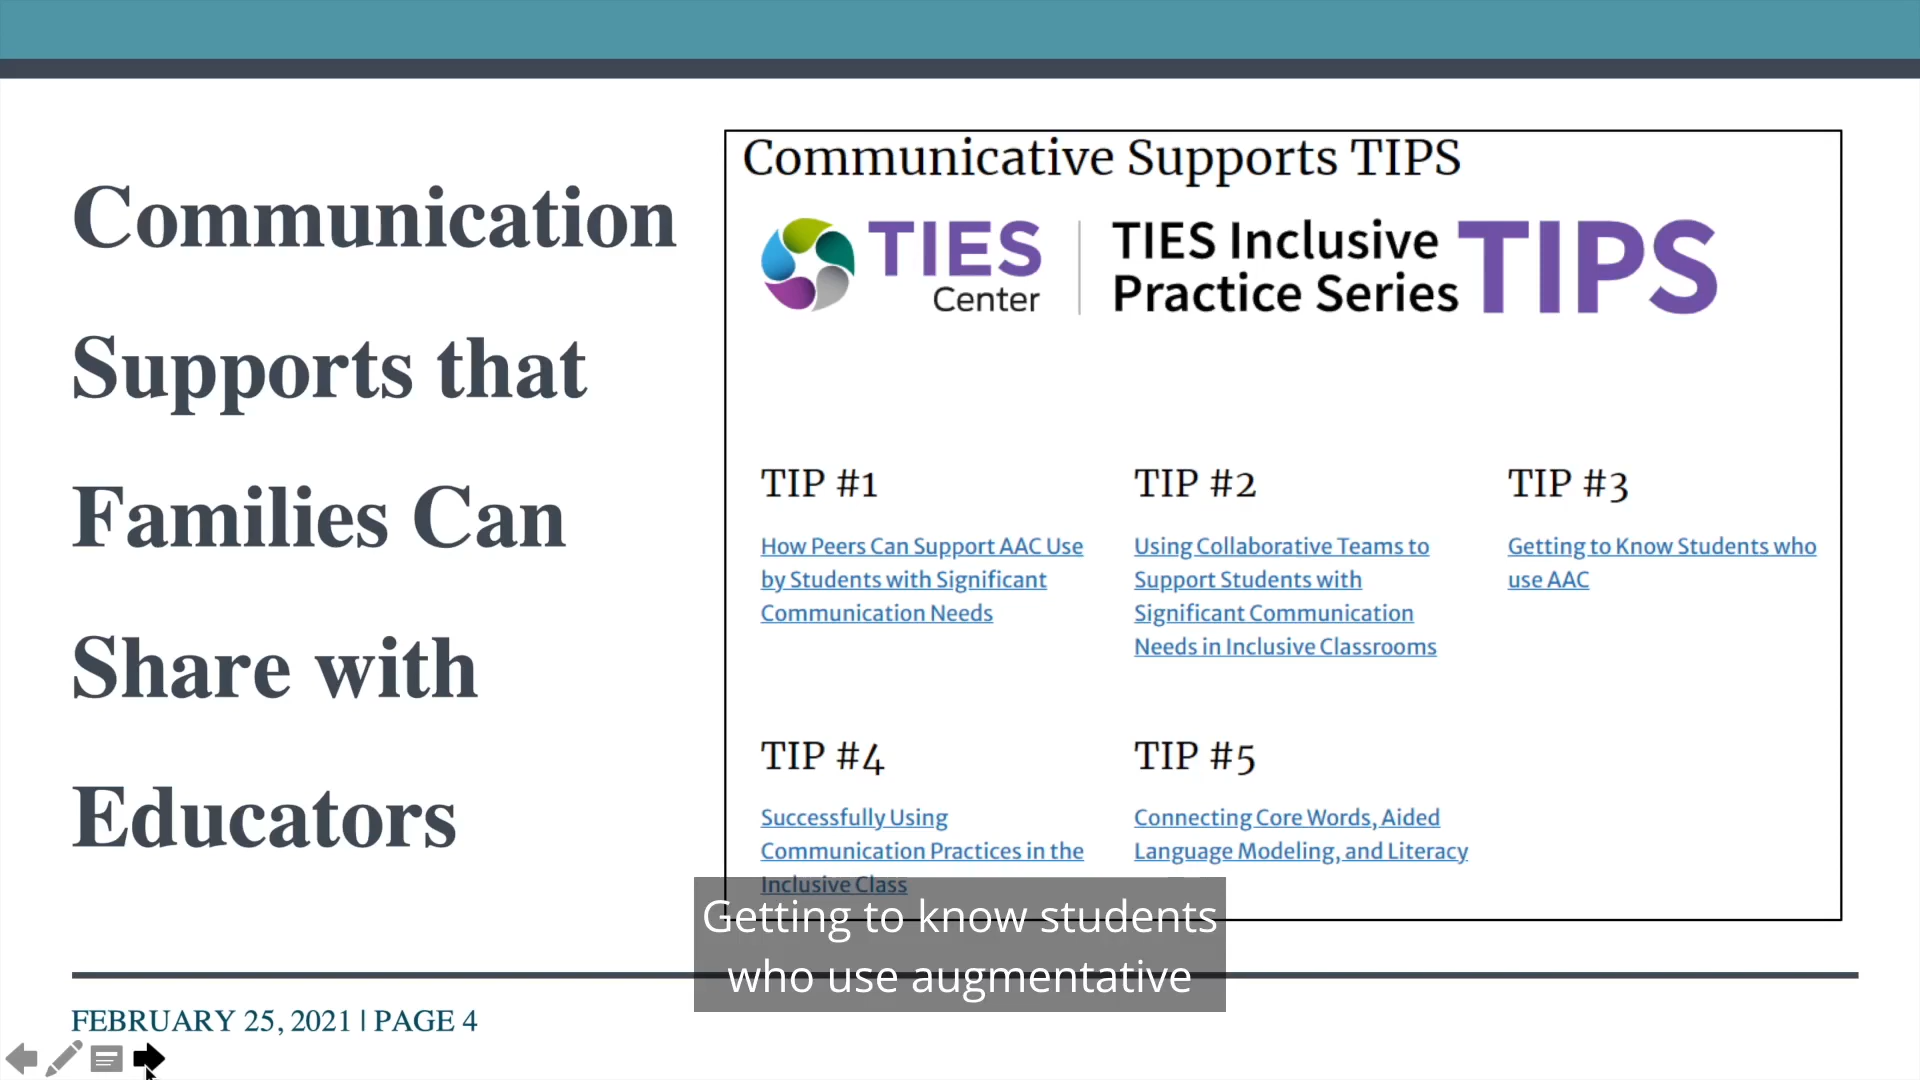 Communication
Supports that
Families Can
Share with
Educators
Communicative Supports TIPS
TIES
Center
TIES Inclusive
Practice Series
TIPS
TIP #1
How Peers Can Support AAC Use
by Students with Significant
Communication Needs
TIP #2
Using Collaborative Teams to
Support Students with
Significant Communication
Needs in Inclusive Classrooms
TIP #3
Getting to Know Students who
use AAC
TIP #4
Successfully Using
Communication Practices in the
Inclusive Class
TIP #5
Connecting Core Words, Aided
Language Modeling, and Literacy
Getting to know students
who use augmentative
FEBRUARY 25, 2021 | PAGE 4